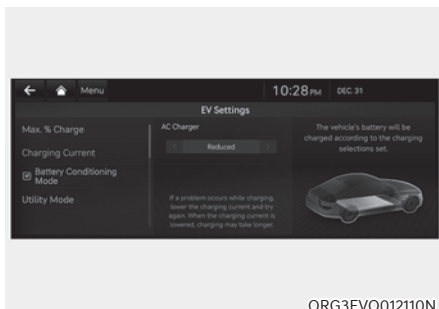 Menu
10:28 PM DEC. 31
EV Settings
Max. % Charge
Charging Current
Battery Conditioning
Mode
Utility Mode
AC Charger
Reduced
If a problem occurs while charging,
lower the charging current and try
again. When the charging current is
lowered, charging may take longer.
The vehicle's battery will be
charged according to the charging
selections set.
ORG3EVQ012110N